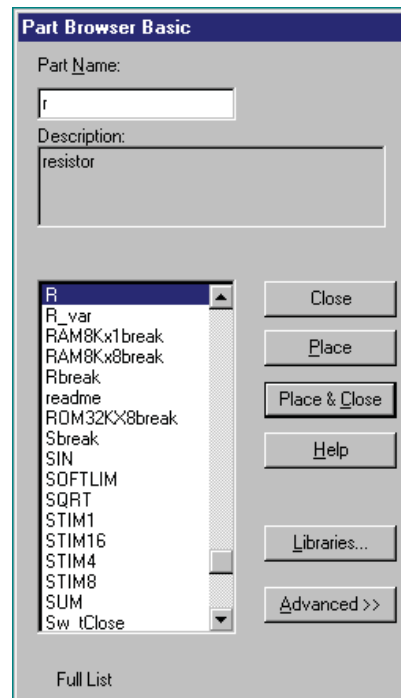 Part Browser Basic
Part Name:
r
Description:
resistor
R
R_var
RAM8Kx1break
RAM8Kx8break
Rbreak
readme
ROM32KX8break
Sbreak
SIN
SOFTLIM
SQRT
STIM1
STIM16
STIM4
STIM8
SUM
Sw_tClose
Close
Place
Place & Close
Help
Libraries...
Advanced >>
Full List